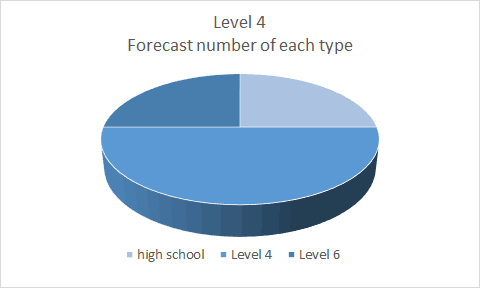 Level 4
Forecast number of each type
high school Level 4 Level 6